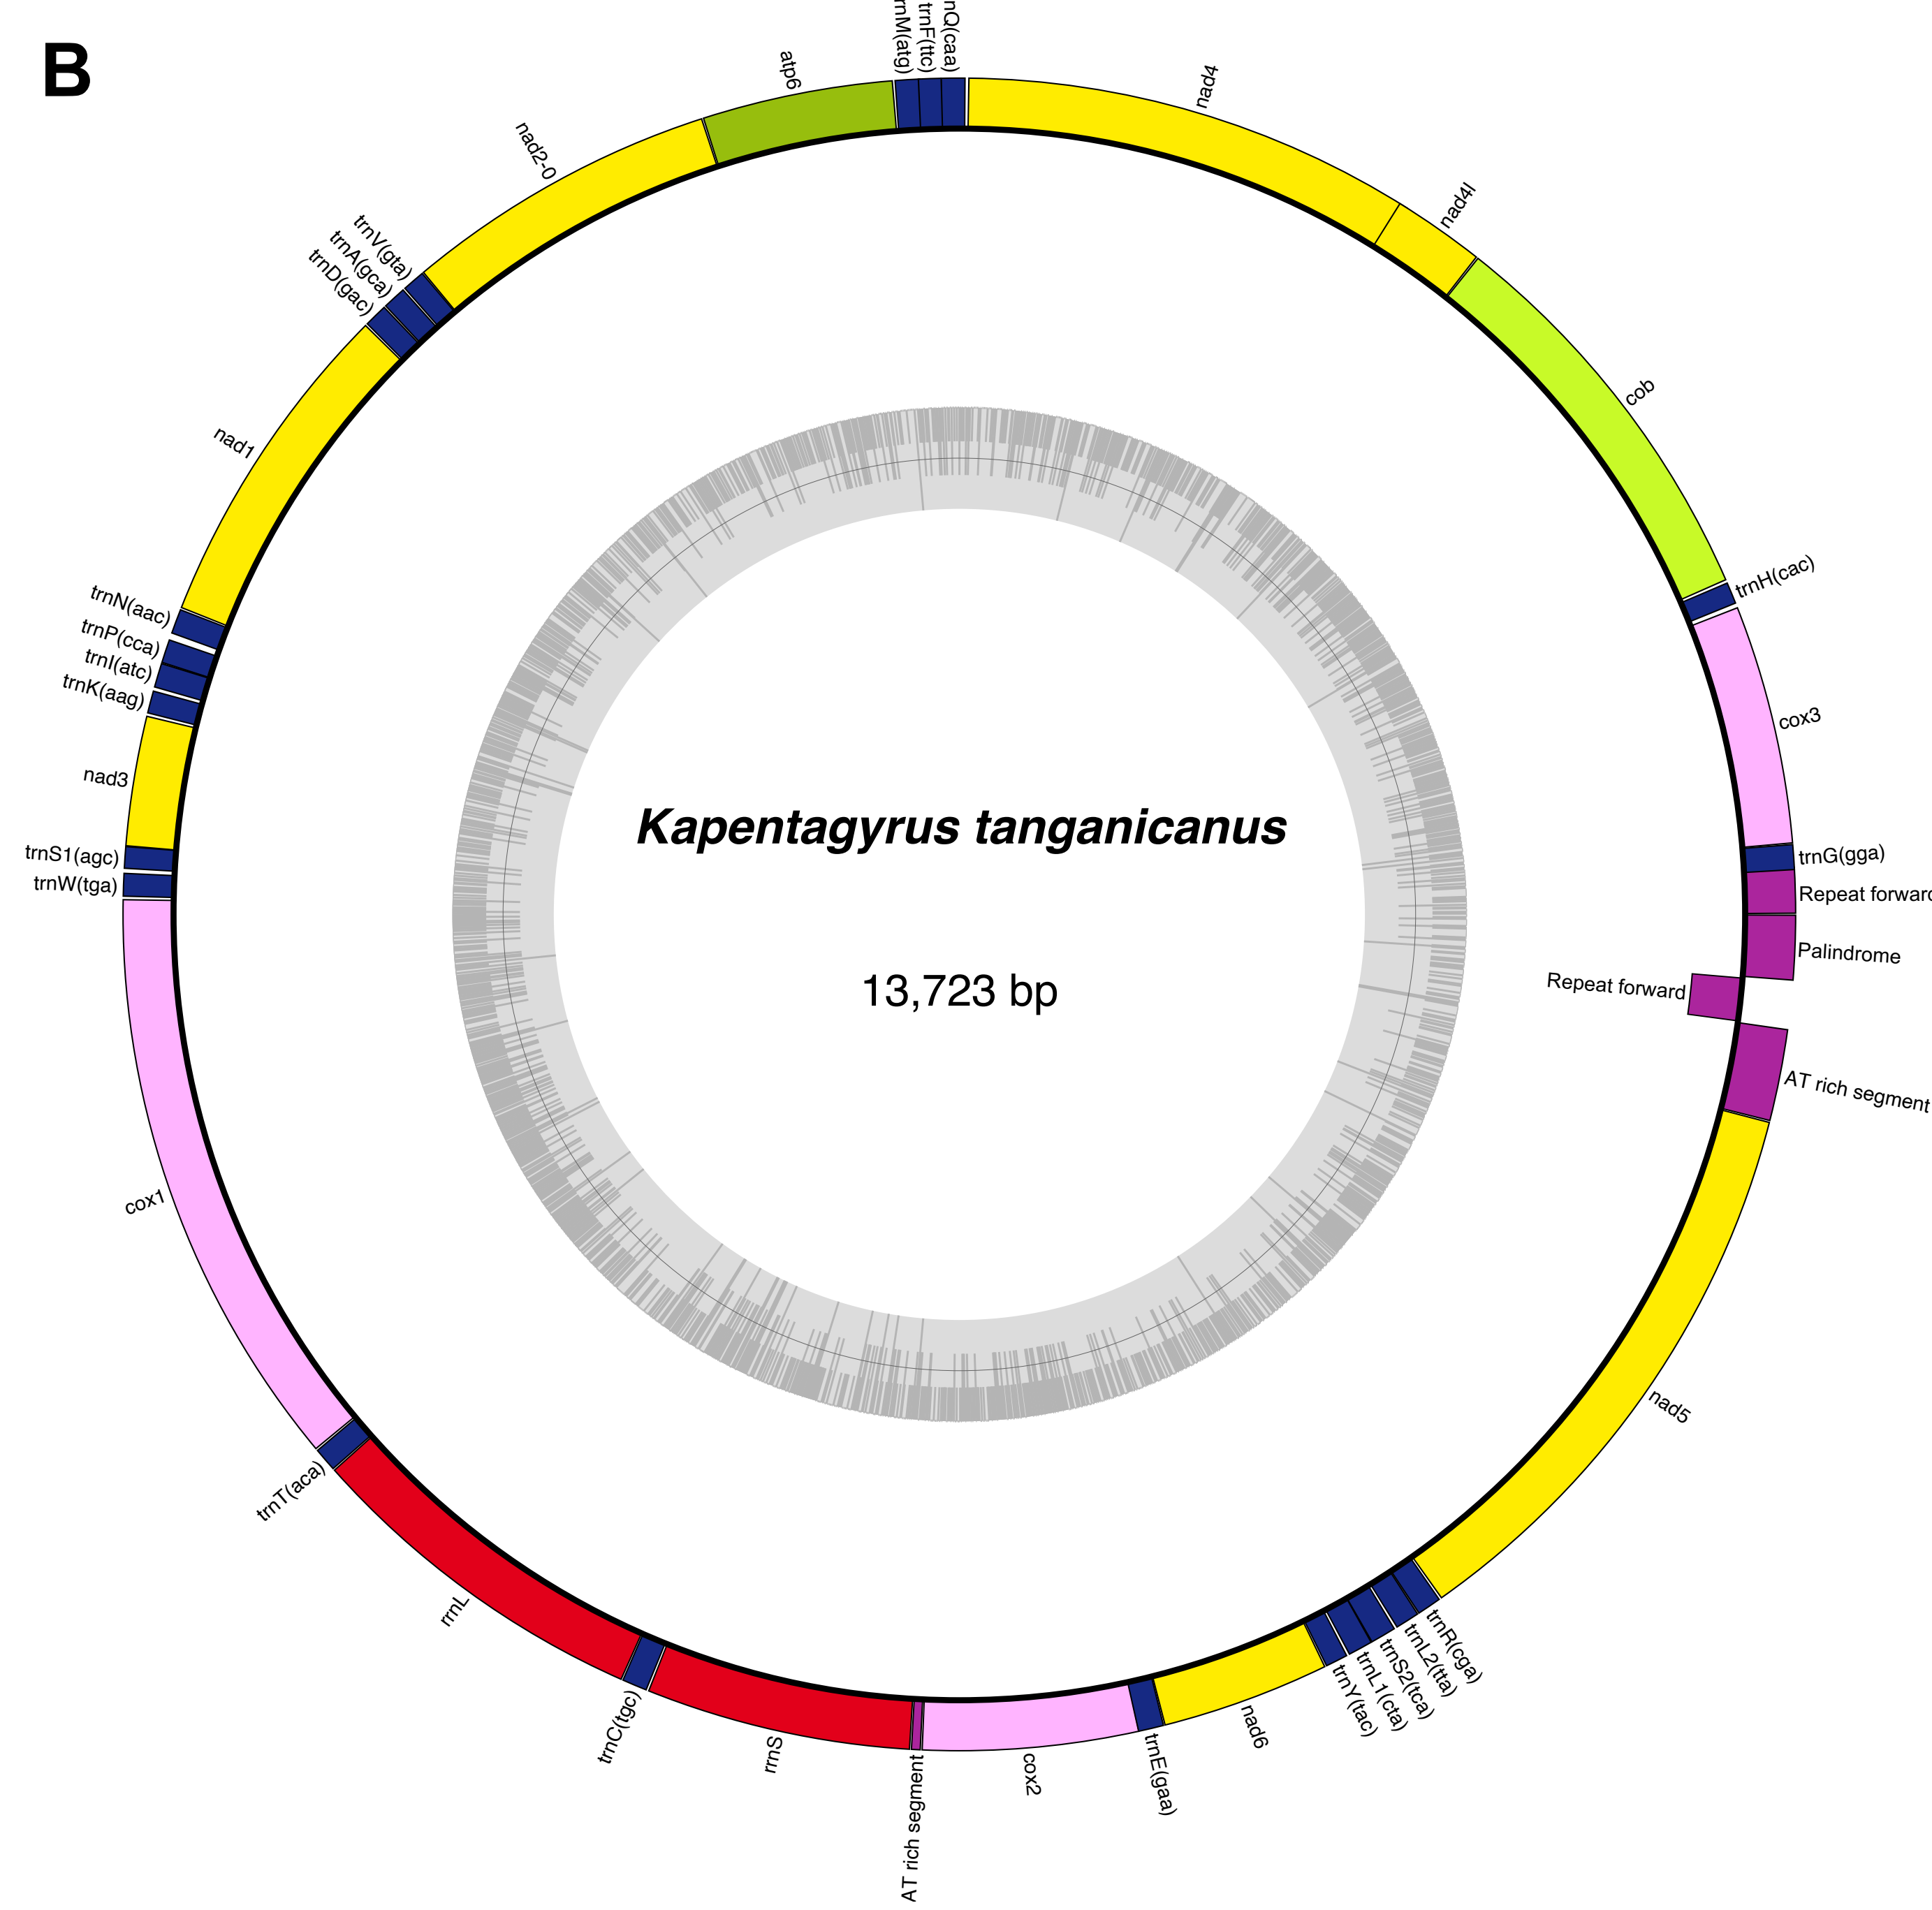 B
nad4
nad4l
cob
trnH(cac)
cox3
trnG(gga)
Repeat forward
Palindrome
Repeat forward
AT rich segment
nad5
trnR(cga)
trnL2(tta)
trnS2(tca)
trnL1(cta)
trnY(tac)
nad6
trnE(gaa)
cox2
AT rich segment
rrnS
trnC(tgc)
rrnL
trnT(aca)
cox1
trnW(tga)
trnS1(agc)
nad3
trnK(aag)
trnI(atc)
trnP(cca)
trnN(aac)
nad1
trnD(gac)
trnA(gca)
trnV(gta)
nad2-0
atp6
rnM(atg)
trnF(ttc)
nQ(caa)
Kapentagyrus tanganicanus
13,723 bp